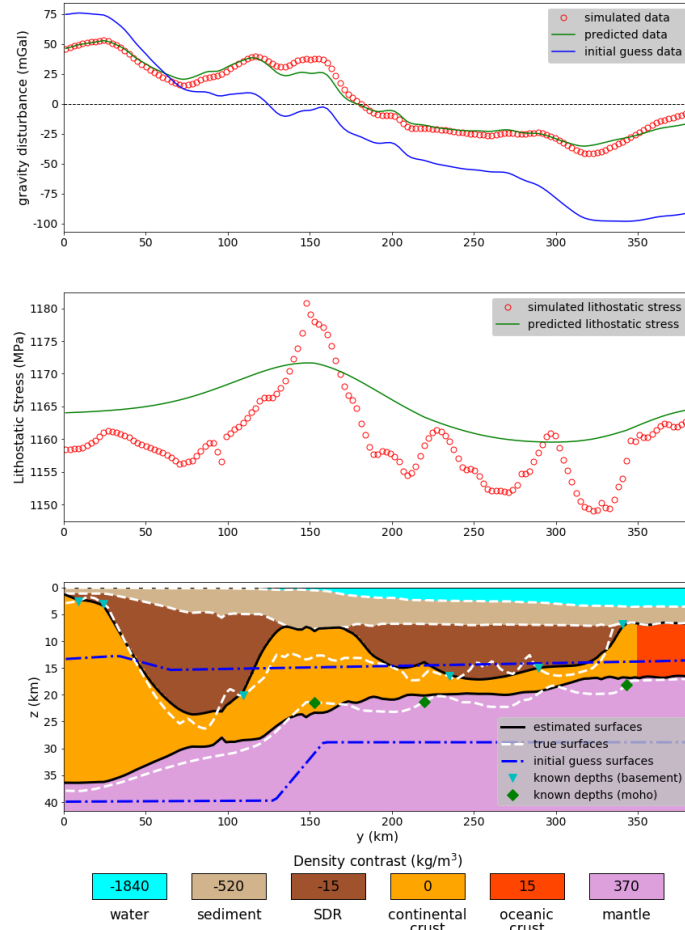 75
50
25
0
-25
-50
-75
-100
gravity disturbance (mGal)
simulated data
predicted data
initial guess data
0 50 100 150 200 250 300 350
1180
1170
1160
1155
1150
Lithostatic Stress (MPa)
simulated lithostatic stress
predicted lithostatic stress
0 50 100 150 200 250 300 350
0
5
10
15
20
25
30
35
40
z (km)
estimated surfaces
true surfaces
initial guess surfaces
known depths (basement)
known depths (moho)
0 50 100 150 200 250 300 350
y (km)
Density contrast (kg/m³)
-1840 -520 -15 0 15 370
water sediment SDR continental crust oceanic crust mantle